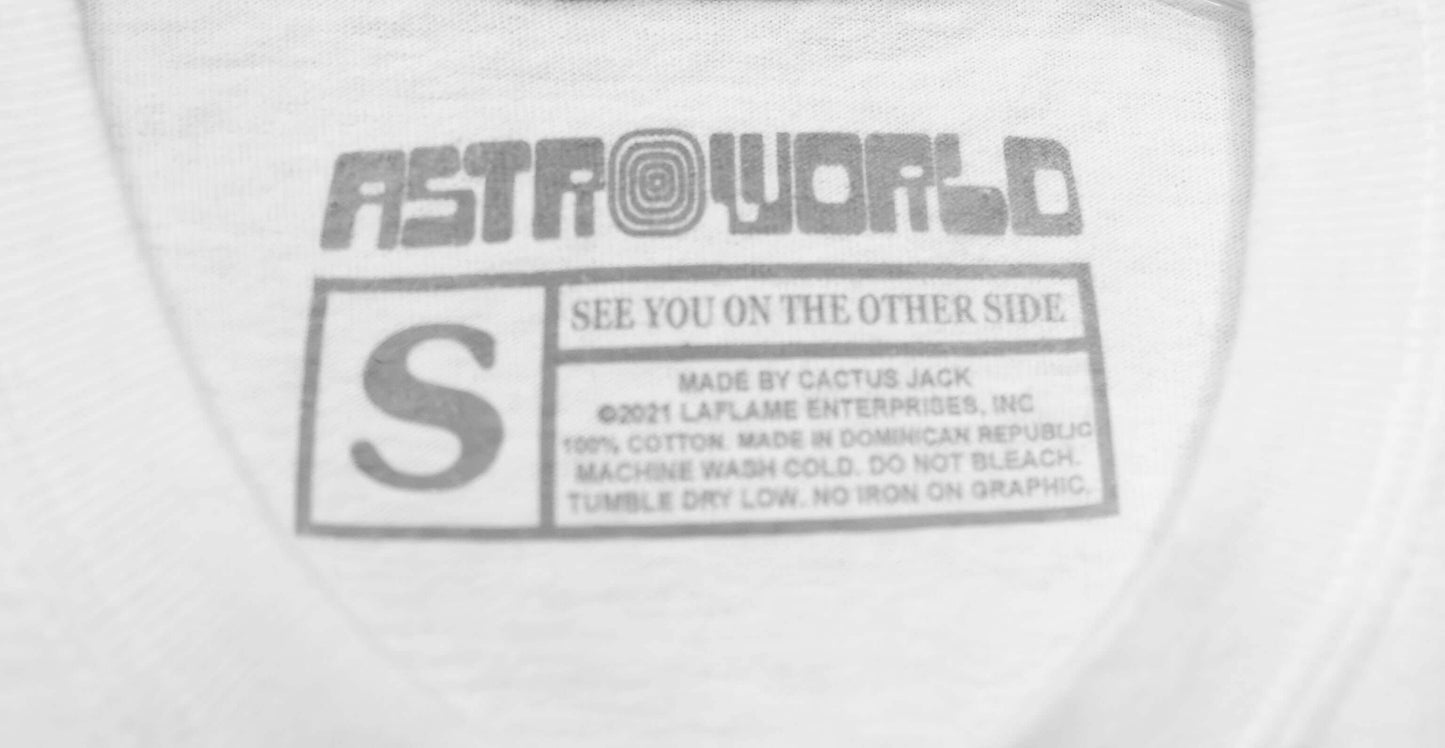 ASTROWORLD
S
SEE YOU ON THE OTHER SIDE
MADE BY CACTUS JACK
©2021 LAFLAME ENTERPRISES, INC
100% COTTON. MADE IN DOMINICAN REPUBLIC
MACHINE WASH COLD. DO NOT BLEACH.
TUMBLE DRY LOW. NO IRON ON GRAPHIC.